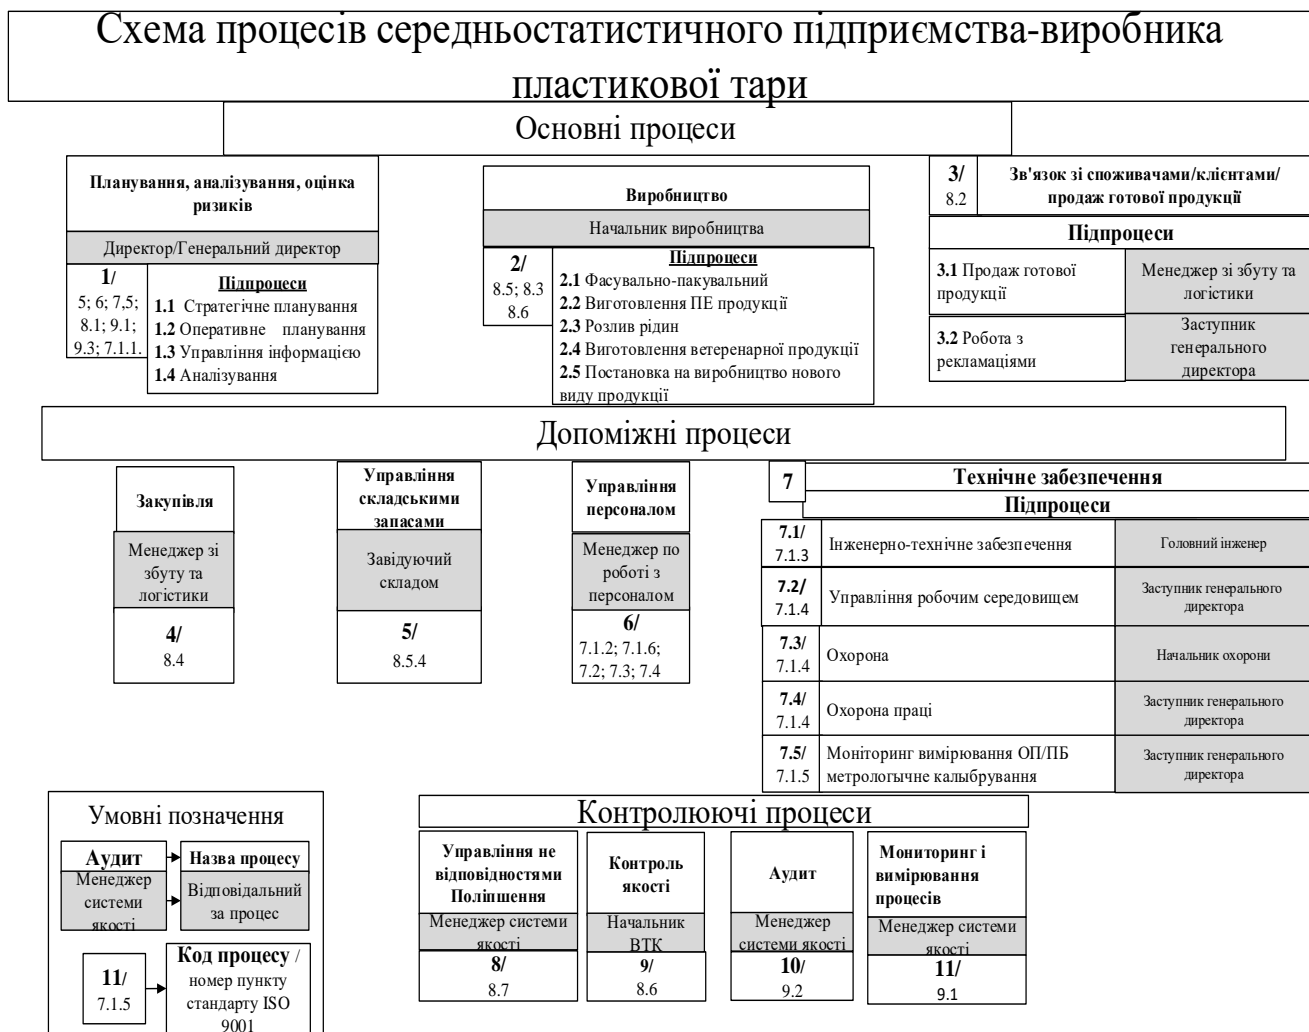 Схема процесів середньостатистичного підприємства-виробника
пластикової тари
Основні процеси
Планування, аналізування, оцінка
ризиків
Директор/Генеральний директор
1/
5; 6; 7,5;
8.1; 9.1;
9.3; 7.1.1.
Підпроцеси
1.1 Стратегічне планування
1.2 Оперативне планування
1.3 Управління інформацією
1.4 Аналізування
Виробництво
Начальник виробництва
2/
8.5; 8.3
8.6
Підпроцеси
2.1 Фасувально-пакувальний
2.2 Виготовлення ПЕ продукції
2.3 Розлив рідин
2.4 Виготовлення ветеренарної продукції
2.5 Постановка на виробництво нового
виду продукції
3/
8.2
Зв'язок зі споживачами/клієнтами/
продаж готової продукції
Підпроцеси
3.1 Продаж готової
продукції
Менеджер зі збуту та
логістики
3.2 Робота з
рекламаціями
Заступник
генерального
директора
Допоміжні процеси
Закупівля
Менеджер зі
збуту та
логістики
4/
8.4
Управління
складськими
запасами
Завідуючий
складом
5/
8.5.4
Управління
персоналом
Менеджер по
роботі з
персоналом
6/
7.1.2; 7.1.6;
7.2; 7.3; 7.4
7
Технічне забезпечення
Підпроцеси
7.1/
7.1.3
Інженерно-технічне забезпечення
Головний інженер
7.2/
7.1.4
Управління робочим середовищем
Заступник генерального
директора
7.3/
7.1.4
Охорона
Начальник охорони
7.4/
7.1.4
Охорона праці
Заступник генерального
директора
7.5/
7.1.5
Моніторинг вимірювання ОП/ПБ
метрологычне калыбрування
Заступник генерального
директора
Умовні позначення
Аудит
Менеджер
системи
якості
Назва процесу
Відповідальний
за процес
11/
7.1.5
Код процесу /
номер пункту
стандарту ISO
9001
Контролюючі процеси
Управління не
відповідностями
Поліпшення
Менеджер системи
якості
8/
8.7
Контроль
якості
Начальник
ВТК
9/
8.6
Аудит
Менеджер
системи якості
10/
9.2
Мониторинг і
вимірювання
процесів
Менеджер системи
якості
11/
9.1